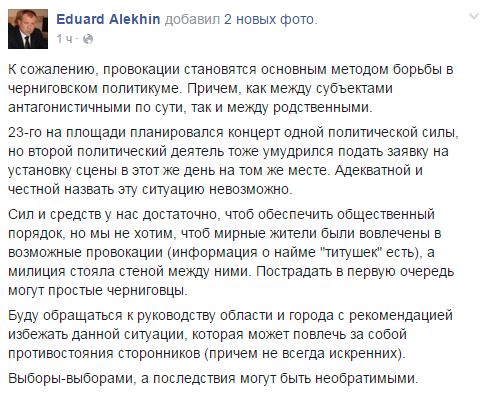 Eduard Alekhin добавил 2 новых фото.
1 ч ·
К сожалению, провокации становятся основным методом борьбы в
черниговском политикуме. Причем, как между субъектами
антагонистичными по сути, так и между родственными.
23-го на площади планировался концерт одной политической силы,
но второй политический деятель тоже умудрился подать заявку на
установку сцены в этот же день на том же месте. Адекватной и
честной назвать эту ситуацию невозможно.
Сил и средств у нас достаточно, чтоб обеспечить общественный
порядок, но мы не хотим, чтоб мирные жители были вовлечены в
возможные провокации (информация о найме "титушек" есть), а
милиция стояла стеной между ними. Пострадать в первую очередь
могут простые черниговцы.
Буду обращаться к руководству области и города с рекомендацией
избежать данной ситуации, которая может повлечь за собой
противостояния сторонников (причем не всегда искренних).
Выборы-выборами, а последствия могут быть необратимыми.